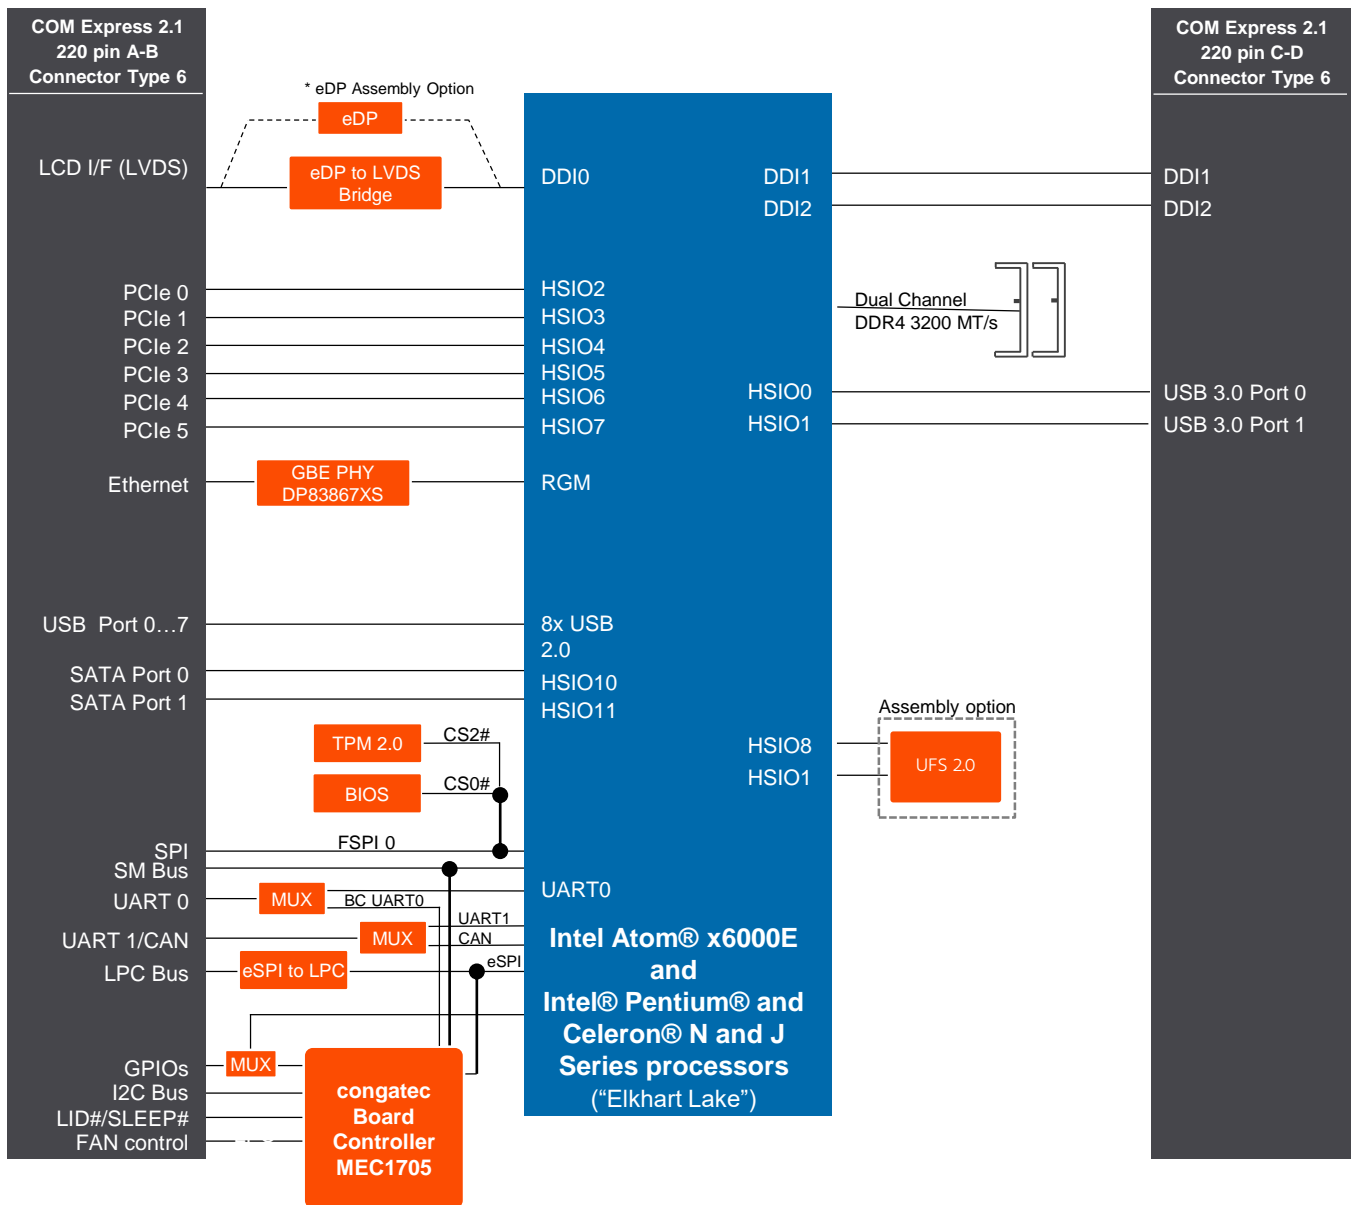 COM Express 2.1
220 pin A-B
Connector Type 6
LCD I/F (LVDS)
PCIe 0
PCIe 1
PCIe 2
PCIe 3
PCIe 4
PCIe 5
Ethernet
USB  Port 0…7
SATA Port 0
SATA Port 1
SPI
SM Bus
UART 0
UART 1/CAN
LPC Bus
GPIOs
I2C Bus
LID#/SLEEP#
FAN control
* eDP Assembly Option
eDP
eDP to LVDS
Bridge
GBE PHY
DP83867XS
TPM 2.0
CS2#
BIOS
CS0#
FSPI 0
MUX
BC UART0
MUX
UART1
CAN
eSPI to LPC
eSPI
MUX
congatec
Board
Controller
MEC1705
DDI0
HSIO2
HSIO3
HSIO4
HSIO5
HSIO6
HSIO7
RGM
8x USB
2.0
HSIO10
HSIO11
UART0
DDI1
DDI2
HSIO0
HSIO1
HSIO8
HSIO1
Intel Atom® x6000E
and
Intel® Pentium® and
Celeron® N and J
Series processors
(“Elkhart Lake”)
Dual Channel
DDR4 3200 MT/s
Assembly option
UFS 2.0
COM Express 2.1
220 pin C-D
Connector Type 6
DDI1
DDI2
USB 3.0 Port 0
USB 3.0 Port 1